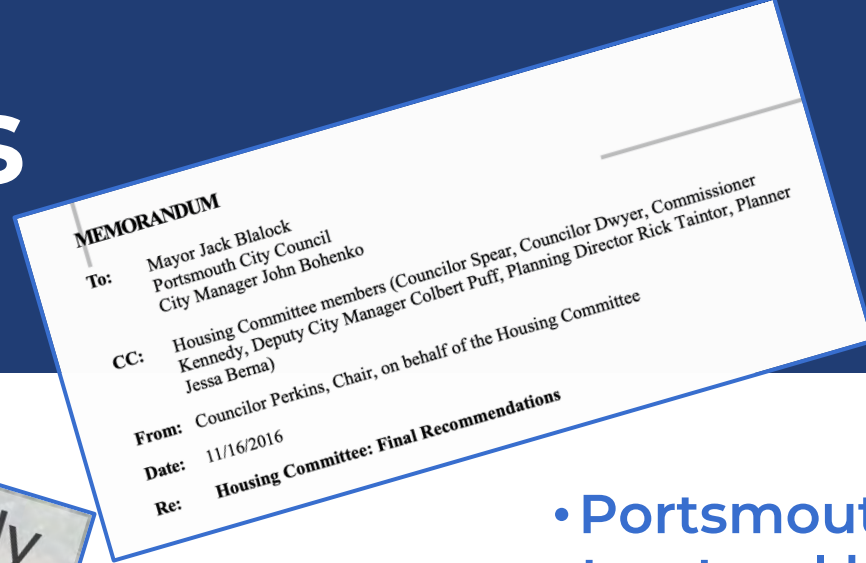 s
MEMORANDUM
To: Mayor Jack Blalock
Portsmouth City Council
City Manager John Bohenko
CC: Housing Committee members (Councilor Spear, Councilor Dwyer, Commissioner
Kennedy, Deputy City Manager Colbert Puff, Planning Director Rick Taintor, Planner
Jessa Berna)
From: Councilor Perkins, Chair, on behalf of the Housing Committee
Date: 11/16/2016
Re: Housing Committee: Final Recommendations
ly
• Portsmout